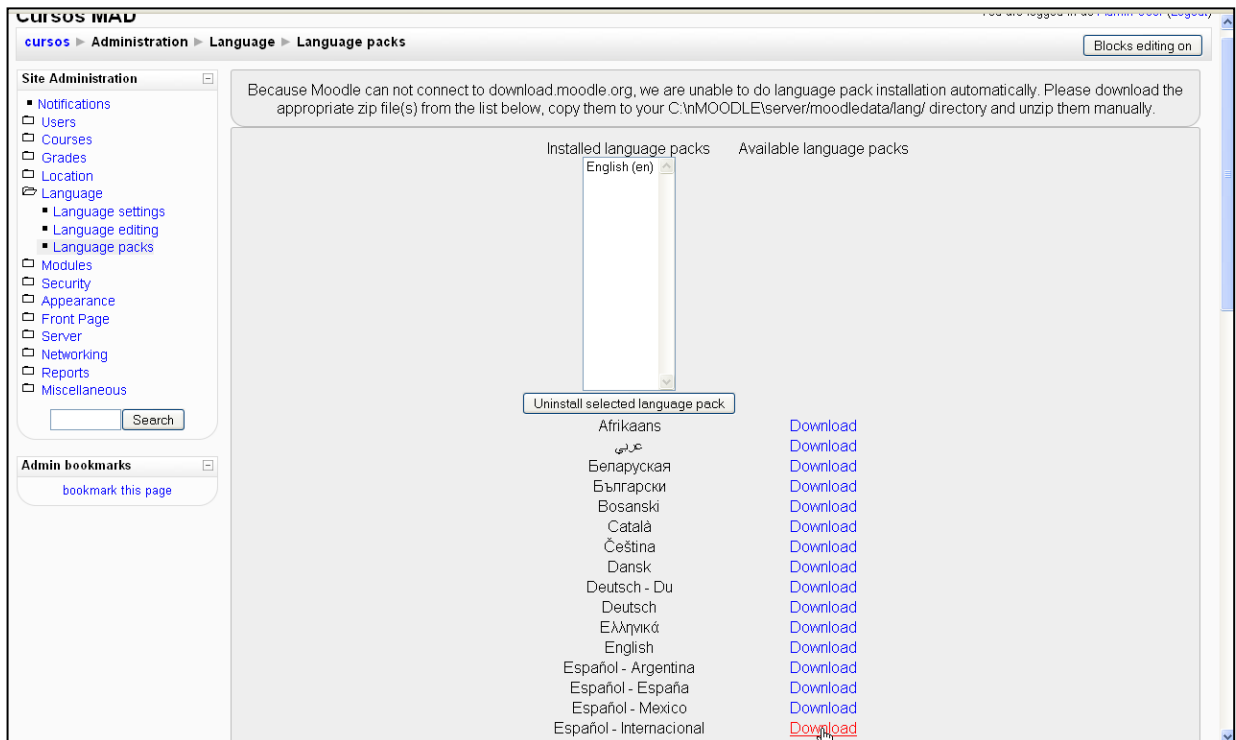 Cursos MAD
You are logged in as Admin User (Logout)
cursos ► Administration ► Language ► Language packs
Blocks editing on
Site Administration
Notifications
Users
Courses
Grades
Location
Language
Language settings
Language editing
Language packs
Modules
Security
Appearance
Front Page
Server
Networking
Reports
Miscellaneous
Search
Admin bookmarks
bookmark this page
Because Moodle can not connect to download.moodle.org, we are unable to do language pack installation automatically. Please download the
appropriate zip file(s) from the list below, copy them to your C:\nMOODLE\server/moodledata/lang/ directory and unzip them manually.
Installed language packs Available language packs
English (en)
Uninstall selected language pack
Afrikaans Download
عربي Download
Беларуская Download
Български Download
Bosanski Download
Català Download
Čeština Download
Dansk Download
Deutsch - Du Download
Deutsch Download
Ελληνικά Download
English Download
Español - Argentina Download
Español - España Download
Español - Mexico Download
Español - Internacional Download